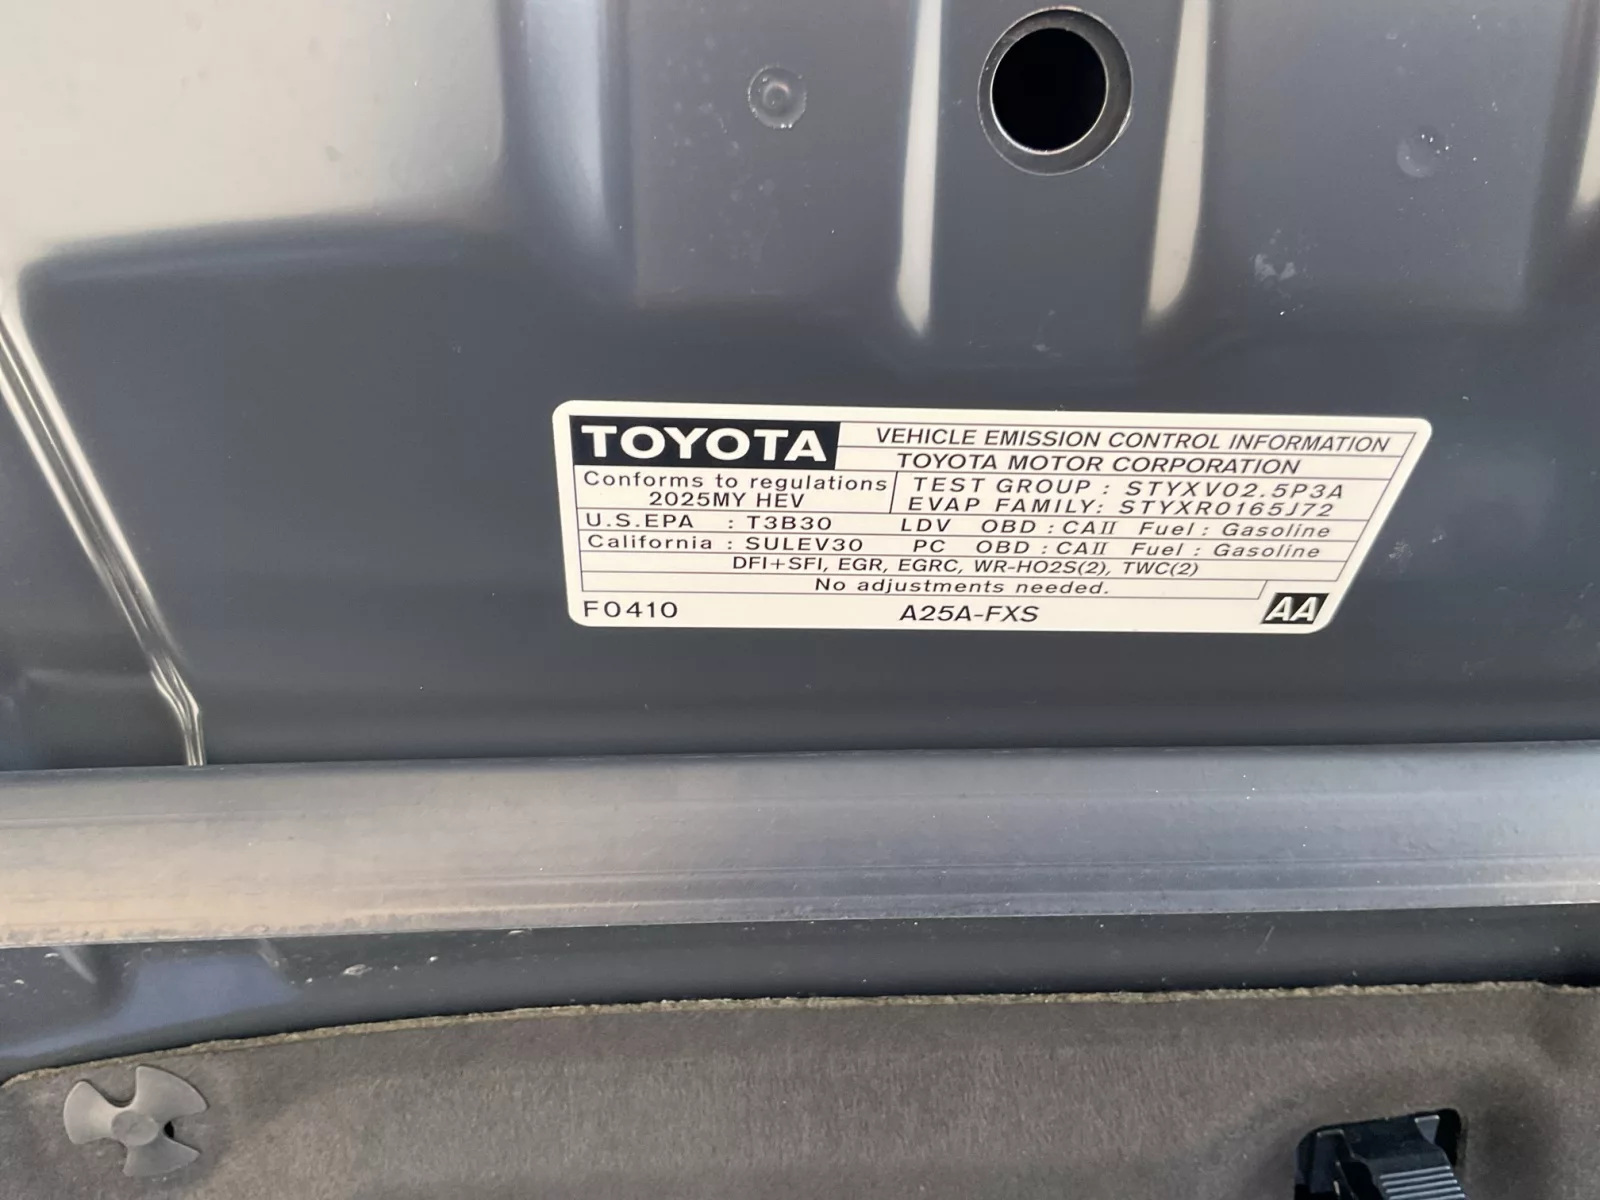 TOYOTA VEHICLE EMISSION CONTROL INFORMATION
TOYOTA MOTOR CORPORATION
Conforms to regulations
2025MY HEV
TEST GROUP : STYXV02.5P3A
EVAP FAMILY: STYXR0165J72
U.S.EPA : T3B30 LDV OBD : CAII Fuel : Gasoline
California : SULEV30 PC OBD : CAII Fuel : Gasoline
DFI+SFI, EGR, EGRC, WR-HO2S(2), TWC(2)
No adjustments needed.
F0410 A25A-FXS AA